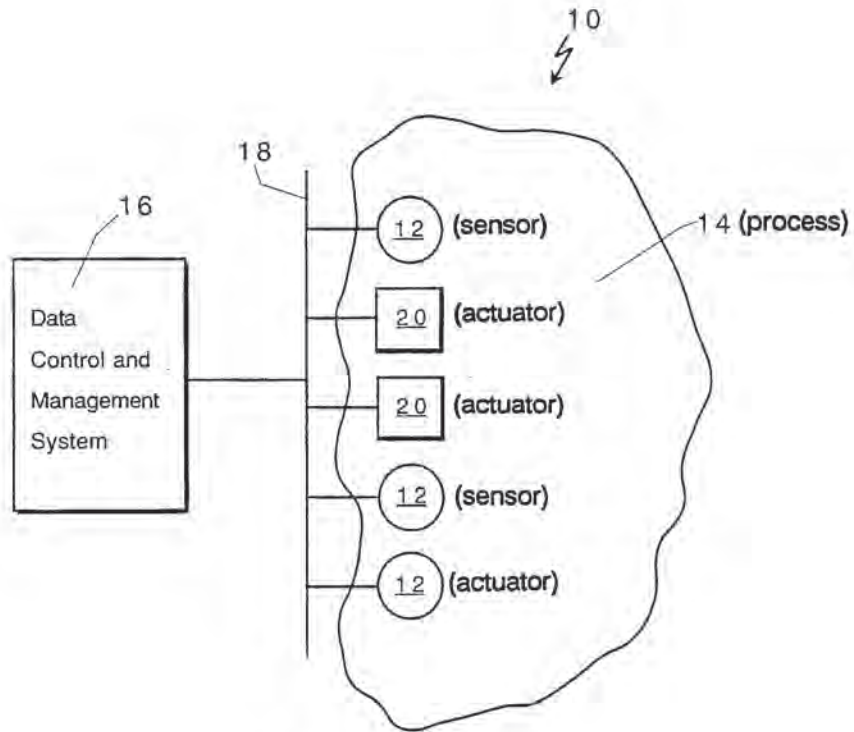 10
18
16
12 (sensor)
14 (process)
20 (actuator)
Data
Control and
Management
System
20 (actuator)
12 (sensor)
12 (actuator)